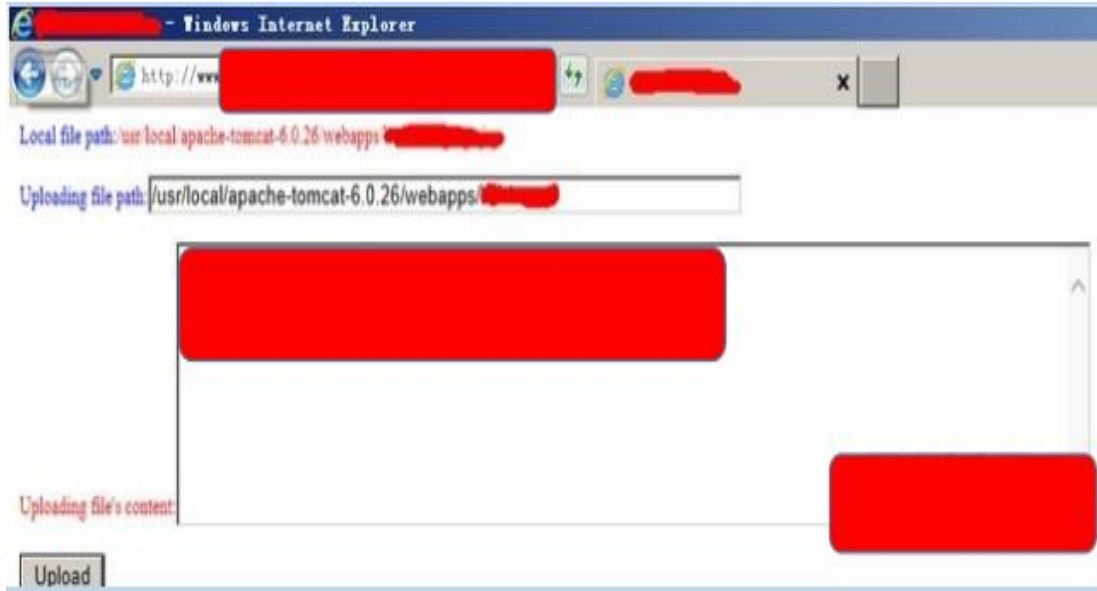 - Windows Internet Explorer
http://www
x
Local file path:/usr/local/apache-tomcat-6.0.26/webapps/
Uploading file path:/usr/local/apache-tomcat-6.0.26/webapps/
Uploading file's content:
Upload